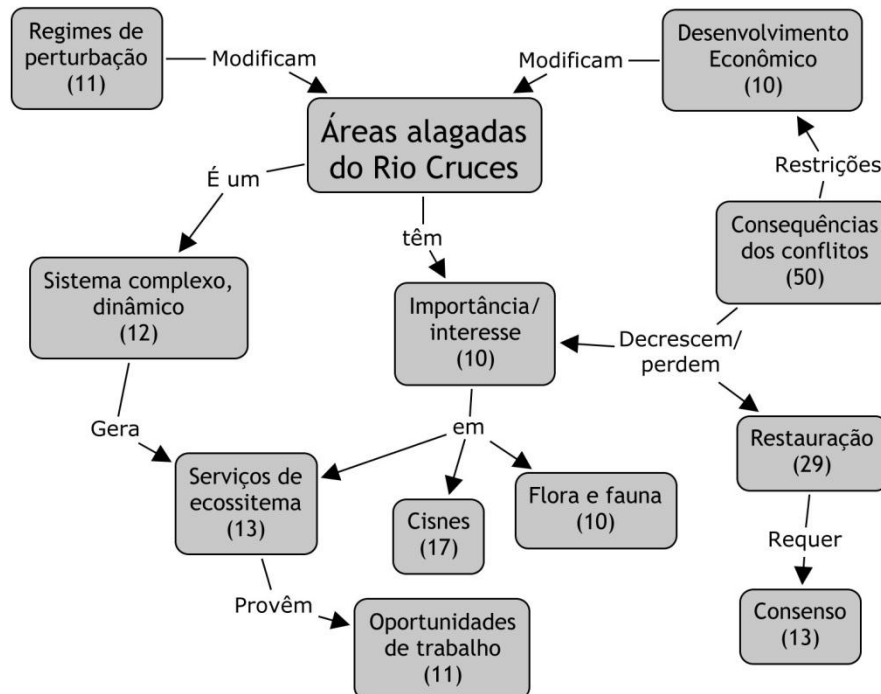 Regimes de
perturbação
(11)
Modificam
Modificam
Desenvolvimento
Econômico
(10)
Áreas alagadas
do Rio Cruces
Restrições
É um
têm
Consequências
dos conflitos
(50)
Sistema complexo,
dinâmico
(12)
Importância/
interesse
(10)
Decrescem/
perdem
Gera
em
Restauração
(29)
Serviços de
ecossitema
(13)
Cisnes
(17)
Flora e fauna
(10)
Requer
Provêm
Oportunidades
de trabalho
(11)
Consenso
(13)